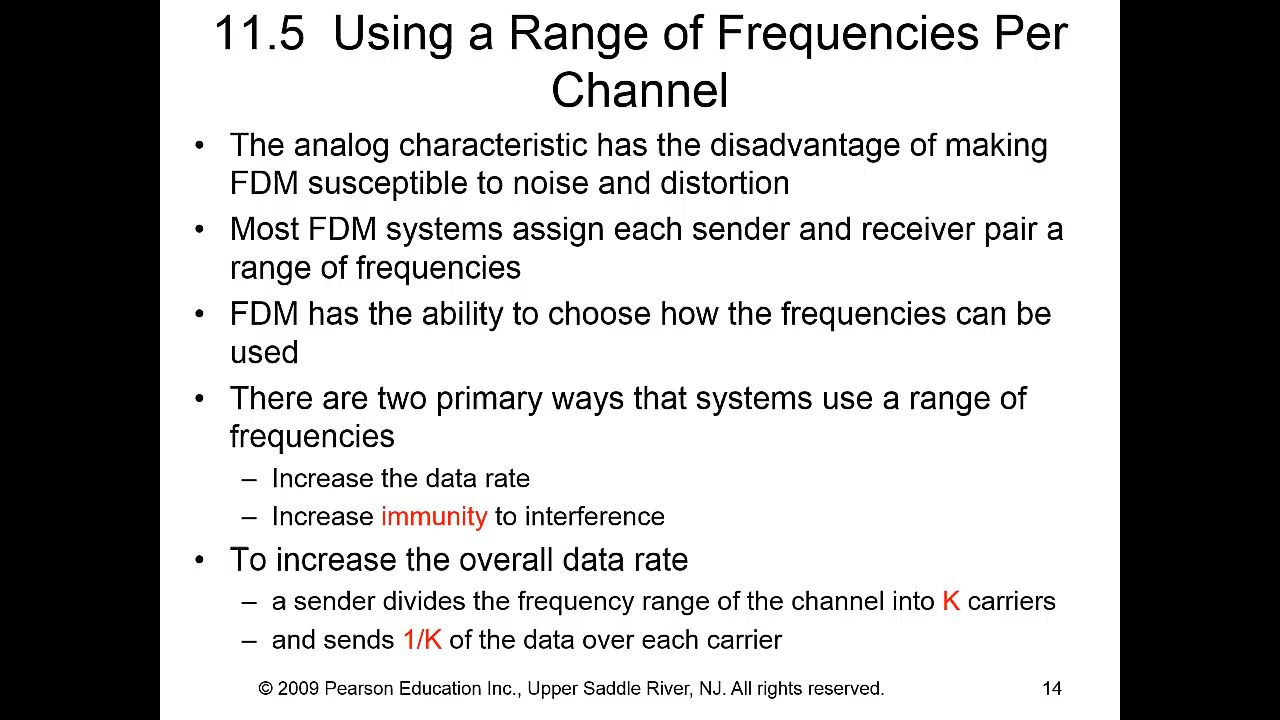 11.5 Using a Range of Frequencies Per
Channel
• The analog characteristic has the disadvantage of making
FDM susceptible to noise and distortion
• Most FDM systems assign each sender and receiver pair a
range of frequencies
• FDM has the ability to choose how the frequencies can be
used
• There are two primary ways that systems use a range of
frequencies
– Increase the data rate
– Increase immunity to interference
• To increase the overall data rate
– a sender divides the frequency range of the channel into K carriers
– and sends 1/K of the data over each carrier
© 2009 Pearson Education Inc., Upper Saddle River, NJ. All rights reserved.
14